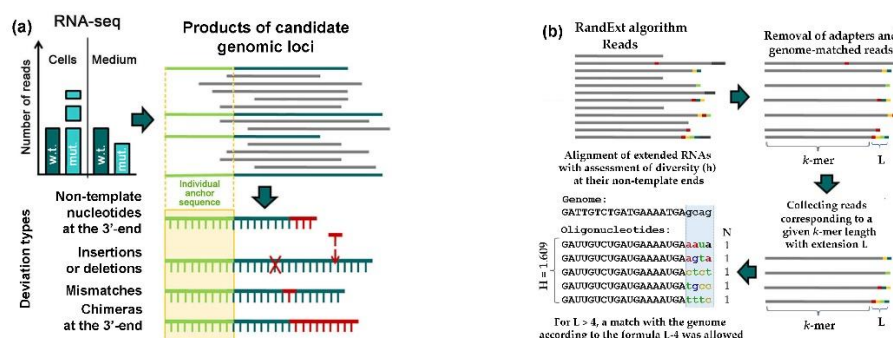 (a)
RNA-seq
Cells
Medium
Number of reads
w.t.
mut.
w.t.
mut.
Products of candidate
genomic loci
Individual
anchor
sequence
Deviation types
Non-template
nucleotides
at the 3'-end
Insertions
or deletions
Mismatches
Chimeras
at the 3'-end
(b)
RandExt algorithm
Reads
Removal of adapters and
genome-matched reads
k-mer
L
Alignment of extended RNAs
with assessment of diversity (h)
at their non-template ends
Collecting reads
corresponding to a
given k-mer length
with extension L
Genome:
GATTGTCTGATGAAAATGAgcag
Oligonucleotides:
N
H = 1.609
GAUUGUCUGAUGAAAAUGAaaua 1
GAUUGUCUGAUGAAAAUGAagta 1
GAUUGUCUGAUGAAAAUGActct 1
GAUUGUCUGAUGAAAAUGAtgcc 1
GAUUGUCUGAUGAAAAUGAtttc 1
For L > 4, a match with the genome
according to the formula L-4 was allowed
k-mer
L